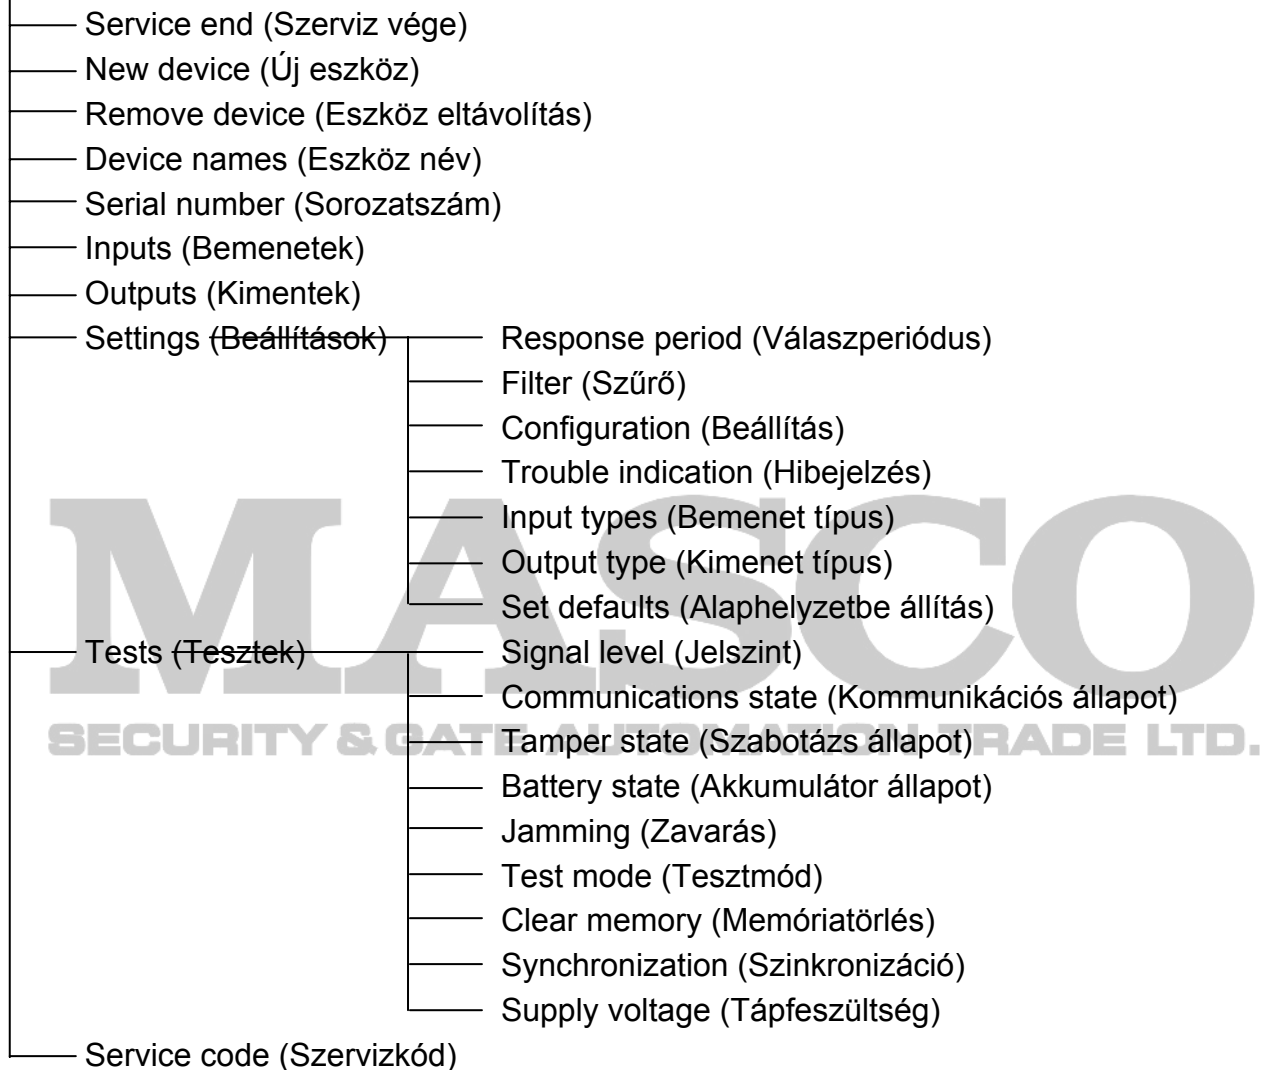 Service end (Szerviz vége)
New device (Új eszköz)
Remove device (Eszköz eltávolítás)
Device names (Eszköz név)
Serial number (Sorozatszám)
Inputs (Bemenetek)
Outputs (Kimentek)
Settings (Beállítások)
Response period (Válaszperiódus)
Filter (Szűrő)
Configuration (Beállítás)
Trouble indication (Hibejelzés)
Input types (Bemenet típus)
Output type (Kimenet típus)
Set defaults (Alaphelyzetbe állítás)
Tests (Tesztek)
Signal level (Jelszint)
Communications state (Kommunikációs állapot)
Tamper state (Szabotázs állapot)
Battery state (Akkumulátor állapot)
Jamming (Zavarás)
Test mode (Tesztmód)
Clear memory (Memóriatörlés)
Synchronization (Szinkronizáció)
Supply voltage (Tápfeszültség)
Service code (Szervizkód)
MASCO
SECURITY & GATE AUTOMATION TRADE LTD.